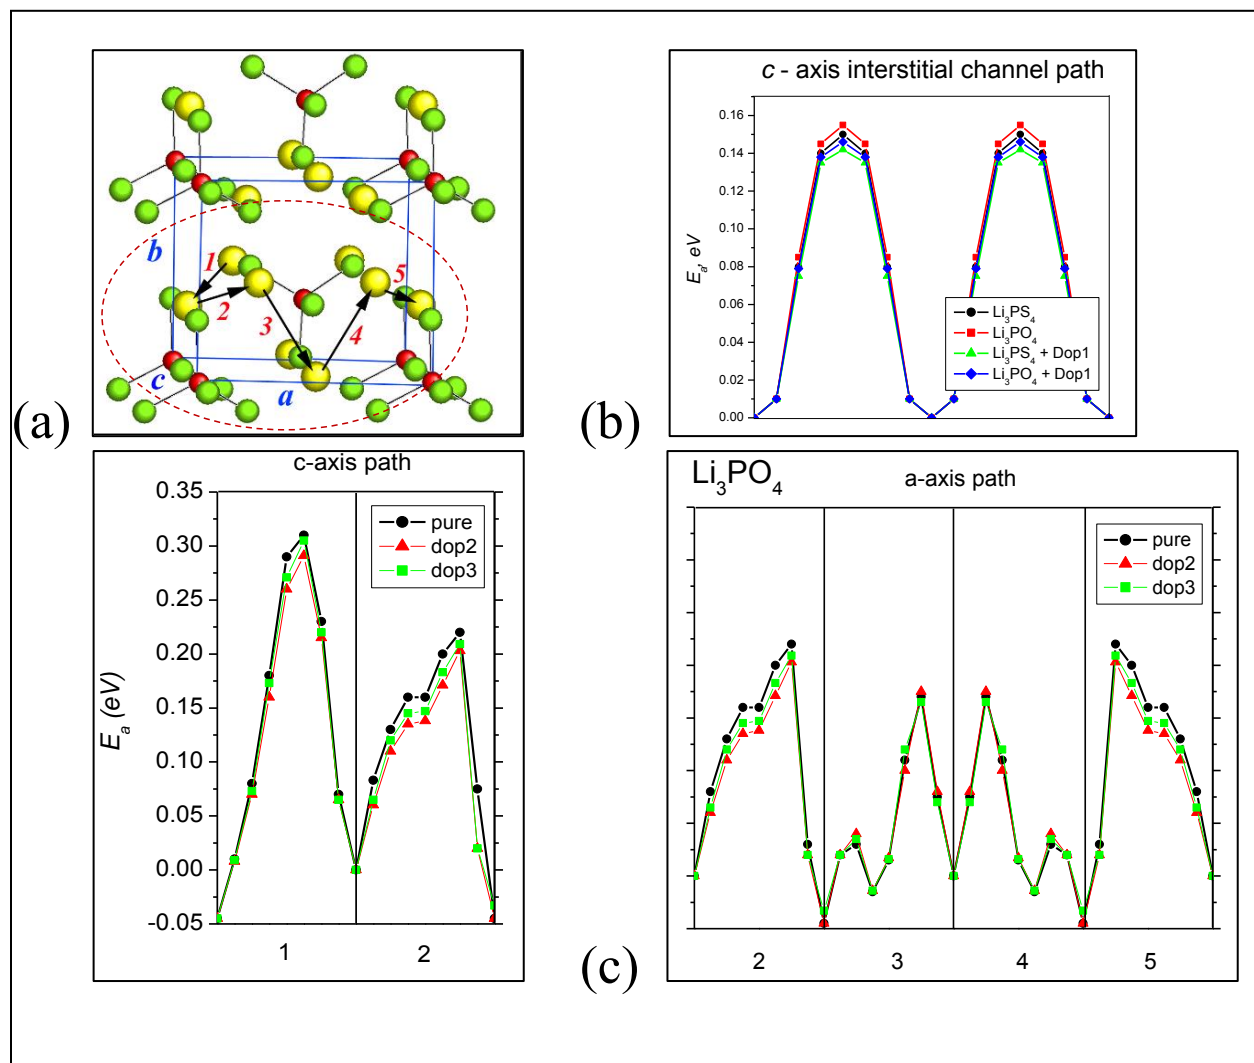 b
1
2
3
4
5
c
a
(a)
c - axis interstitial channel path
0.16
0.14
0.12
0.10
0.08
0.06
0.04
0.02
0.00
Eₐ, eV
Li₃PS₄
Li₃PO₄
Li₃PS₄ + Dop1
Li₃PO₄ + Dop1
(b)
c-axis path
0.35
0.30
0.25
0.20
0.15
0.10
0.05
0.00
-0.05
Eₐ (eV)
pure
dop2
dop3
1 2
Li₃PO₄
a-axis path
pure
dop2
dop3
2 3 4 5
(c)